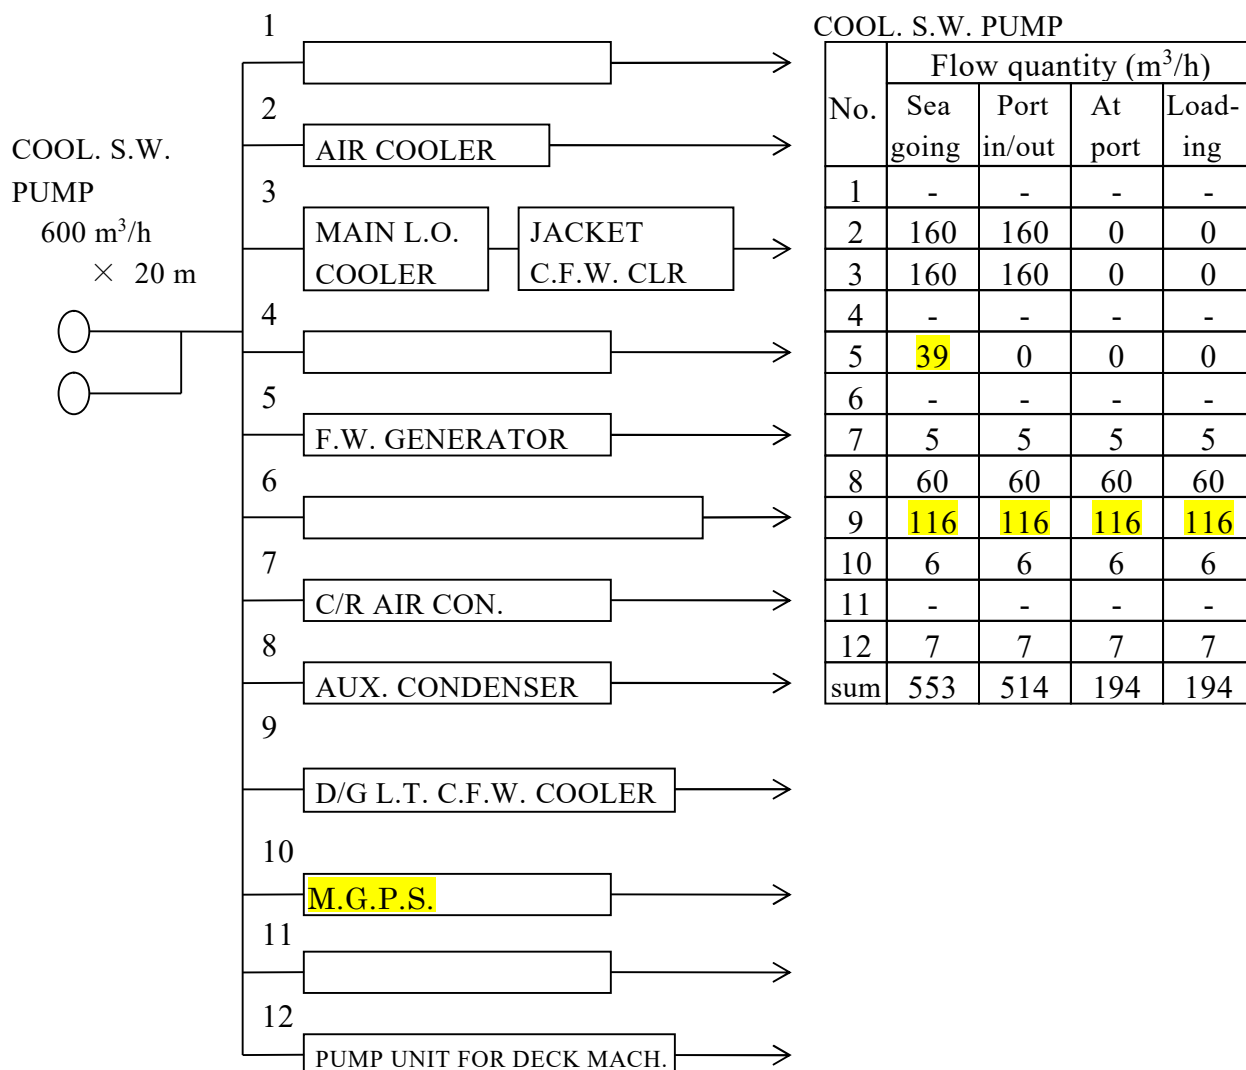 COOL. S.W.
PUMP
600 m³/h
× 20 m
1
2
AIR COOLER
3
MAIN L.O.
COOLER
JACKET
C.F.W. CLR
4
5
F.W. GENERATOR
6
7
C/R AIR CON.
8
AUX. CONDENSER
9
D/G L.T. C.F.W. COOLER
10
M.G.P.S.
11
12
PUMP UNIT FOR DECK MACH.
COOL. S.W. PUMP
No. Flow quantity (m³/h)
Sea going Port in/out At port Load-ing
1 - - - -
2 160 160 0 0
3 160 160 0 0
4 - - - -
5 39 0 0 0
6 - - - -
7 5 5 5 5
8 60 60 60 60
9 116 116 116 116
10 6 6 6 6
11 - - - -
12 7 7 7 7
sum 553 514 194 194